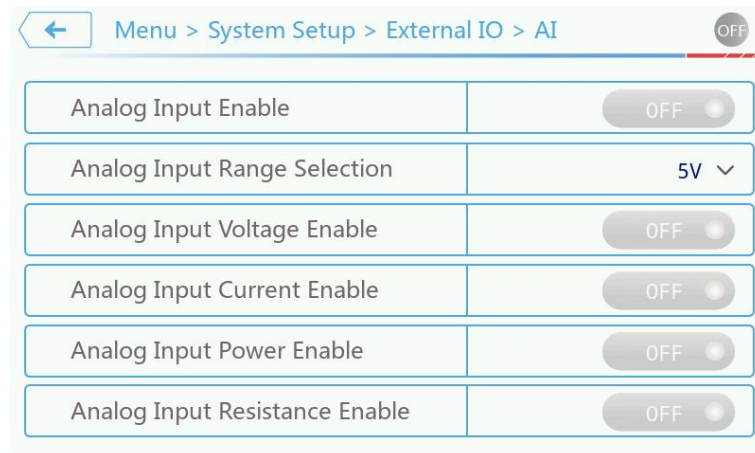 Menu > System Setup > External IO > AI OFF
Analog Input Enable OFF
Analog Input Range Selection 5V
Analog Input Voltage Enable OFF
Analog Input Current Enable OFF
Analog Input Power Enable OFF
Analog Input Resistance Enable OFF